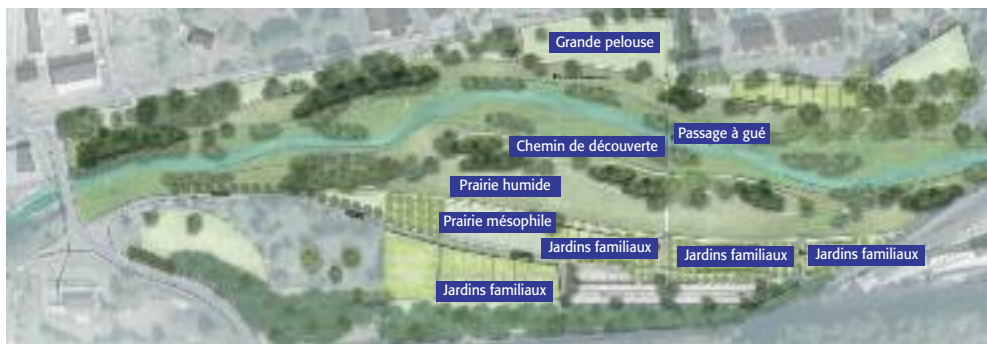 Grande pelouse
Passage à gué
Chemin de découverte
Prairie humide
Prairie mésophile
Jardins familiaux
Jardins familiaux
Jardins familiaux
Jardins familiaux